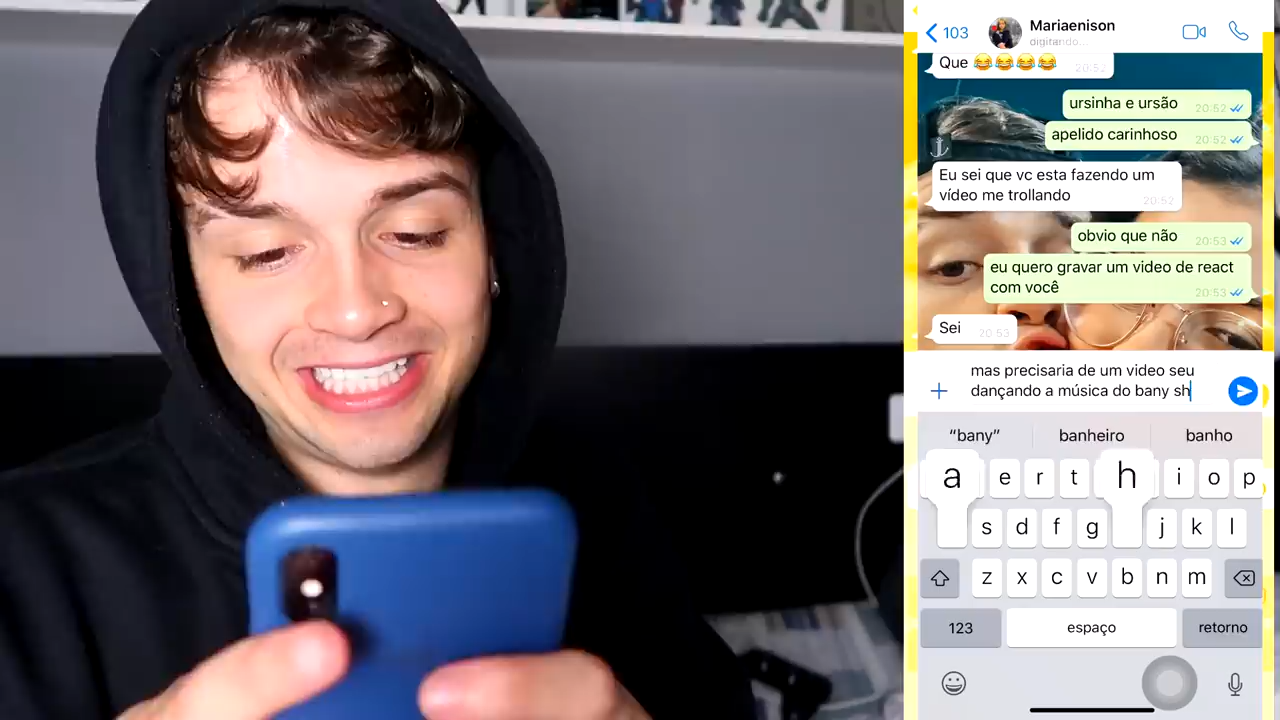 103
Mariaenison
digitando...
Que 😂😂😂😂 20:52
ursinha e ursão 20:52
apelido carinhoso 20:52
Eu sei que vc esta fazendo um
vídeo me trollando 20:52
obvio que não 20:53
eu quero gravar um video de react
com você 20:53
Sei 20:53
mas precisaria de um video seu
dançando a música do bany sh
“bany” banheiro banho
a e r t h i o p
s d f g j k l
z x c v b n m
123 espaço retorno